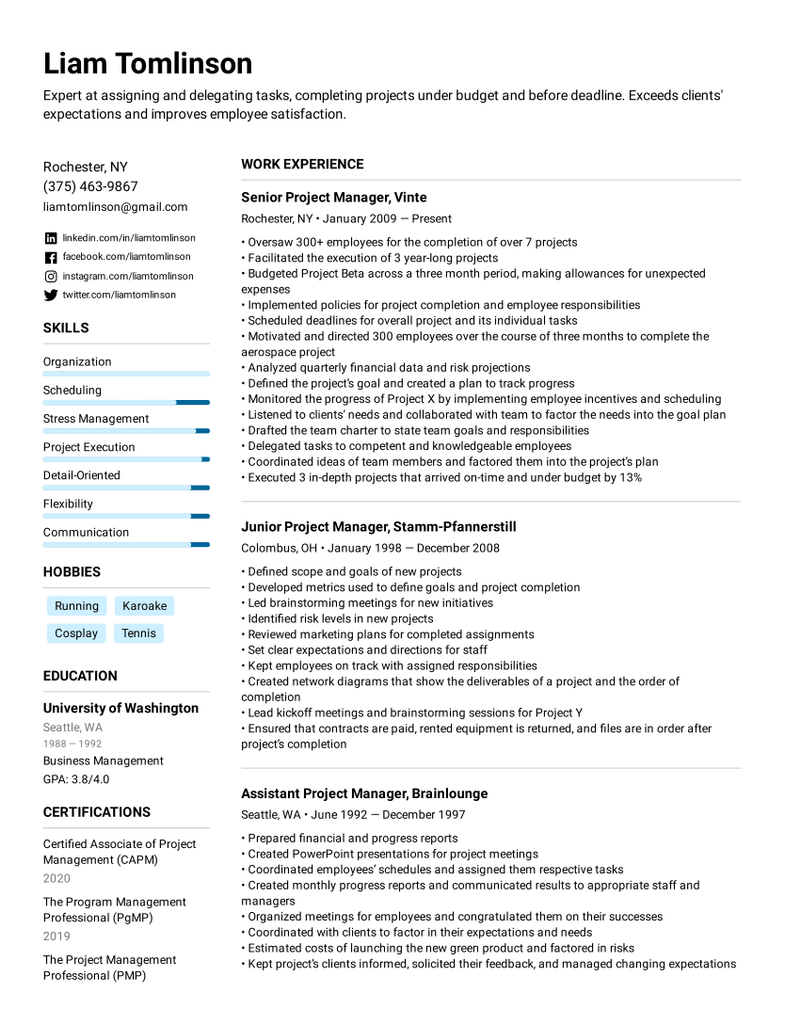 Liam Tomlinson
Expert at assigning and delegating tasks, completing projects under budget and before deadline. Exceeds clients'
expectations and improves employee satisfaction.
Rochester, NY
(375) 463-9867
liamtomlinson@gmail.com
linkedin.com/in/liamtomlinson
facebook.com/liamtomlinson
instagram.com/liamtomlinson
twitter.com/liamtomlinson
SKILLS
Organization
Scheduling
Stress Management
Project Execution
Detail-Oriented
Flexibility
Communication
HOBBIES
Running Karoake
Cosplay Tennis
EDUCATION
University of Washington
Seattle, WA
1988 — 1992
Business Management
GPA: 3.8/4.0
CERTIFICATIONS
Certified Associate of Project
Management (CAPM)
2020
The Program Management
Professional (PgMP)
2019
The Project Management
Professional (PMP)
WORK EXPERIENCE
Senior Project Manager, Vinte
Rochester, NY • January 2009 — Present
• Oversaw 300+ employees for the completion of over 7 projects
• Facilitated the execution of 3 year-long projects
• Budgeted Project Beta across a three month period, making allowances for unexpected
expenses
• Implemented policies for project completion and employee responsibilities
• Scheduled deadlines for overall project and its individual tasks
• Motivated and directed 300 employees over the course of three months to complete the
aerospace project
• Analyzed quarterly financial data and risk projections
• Defined the project’s goal and created a plan to track progress
• Monitored the progress of Project X by implementing employee incentives and scheduling
• Listened to clients’ needs and collaborated with team to factor the needs into the goal plan
• Drafted the team charter to state team goals and responsibilities
• Delegated tasks to competent and knowledgeable employees
• Coordinated ideas of team members and factored them into the project’s plan
• Executed 3 in-depth projects that arrived on-time and under budget by 13%
Junior Project Manager, Stamm-Pfannerstill
Colombus, OH • January 1998 — December 2008
• Defined scope and goals of new projects
• Developed metrics used to define goals and project completion
• Led brainstorming meetings for new initiatives
• Identified risk levels in new projects
• Reviewed marketing plans for completed assignments
• Set clear expectations and directions for staff
• Kept employees on track with assigned responsibilities
• Created network diagrams that show the deliverables of a project and the order of
completion
• Lead kickoff meetings and brainstorming sessions for Project Y
• Ensured that contracts are paid, rented equipment is returned, and files are in order after
project’s completion
Assistant Project Manager, Brainlounge
Seattle, WA • June 1992 — December 1997
• Prepared financial and progress reports
• Created PowerPoint presentations for project meetings
• Coordinated employees’ schedules and assigned them respective tasks
• Created monthly progress reports and communicated results to appropriate staff and
managers
• Organized meetings for employees and congratulated them on their successes
• Coordinated with clients to factor in their expectations and needs
• Estimated costs of launching the new green product and factored in risks
• Kept project’s clients informed, solicited their feedback, and managed changing expectations